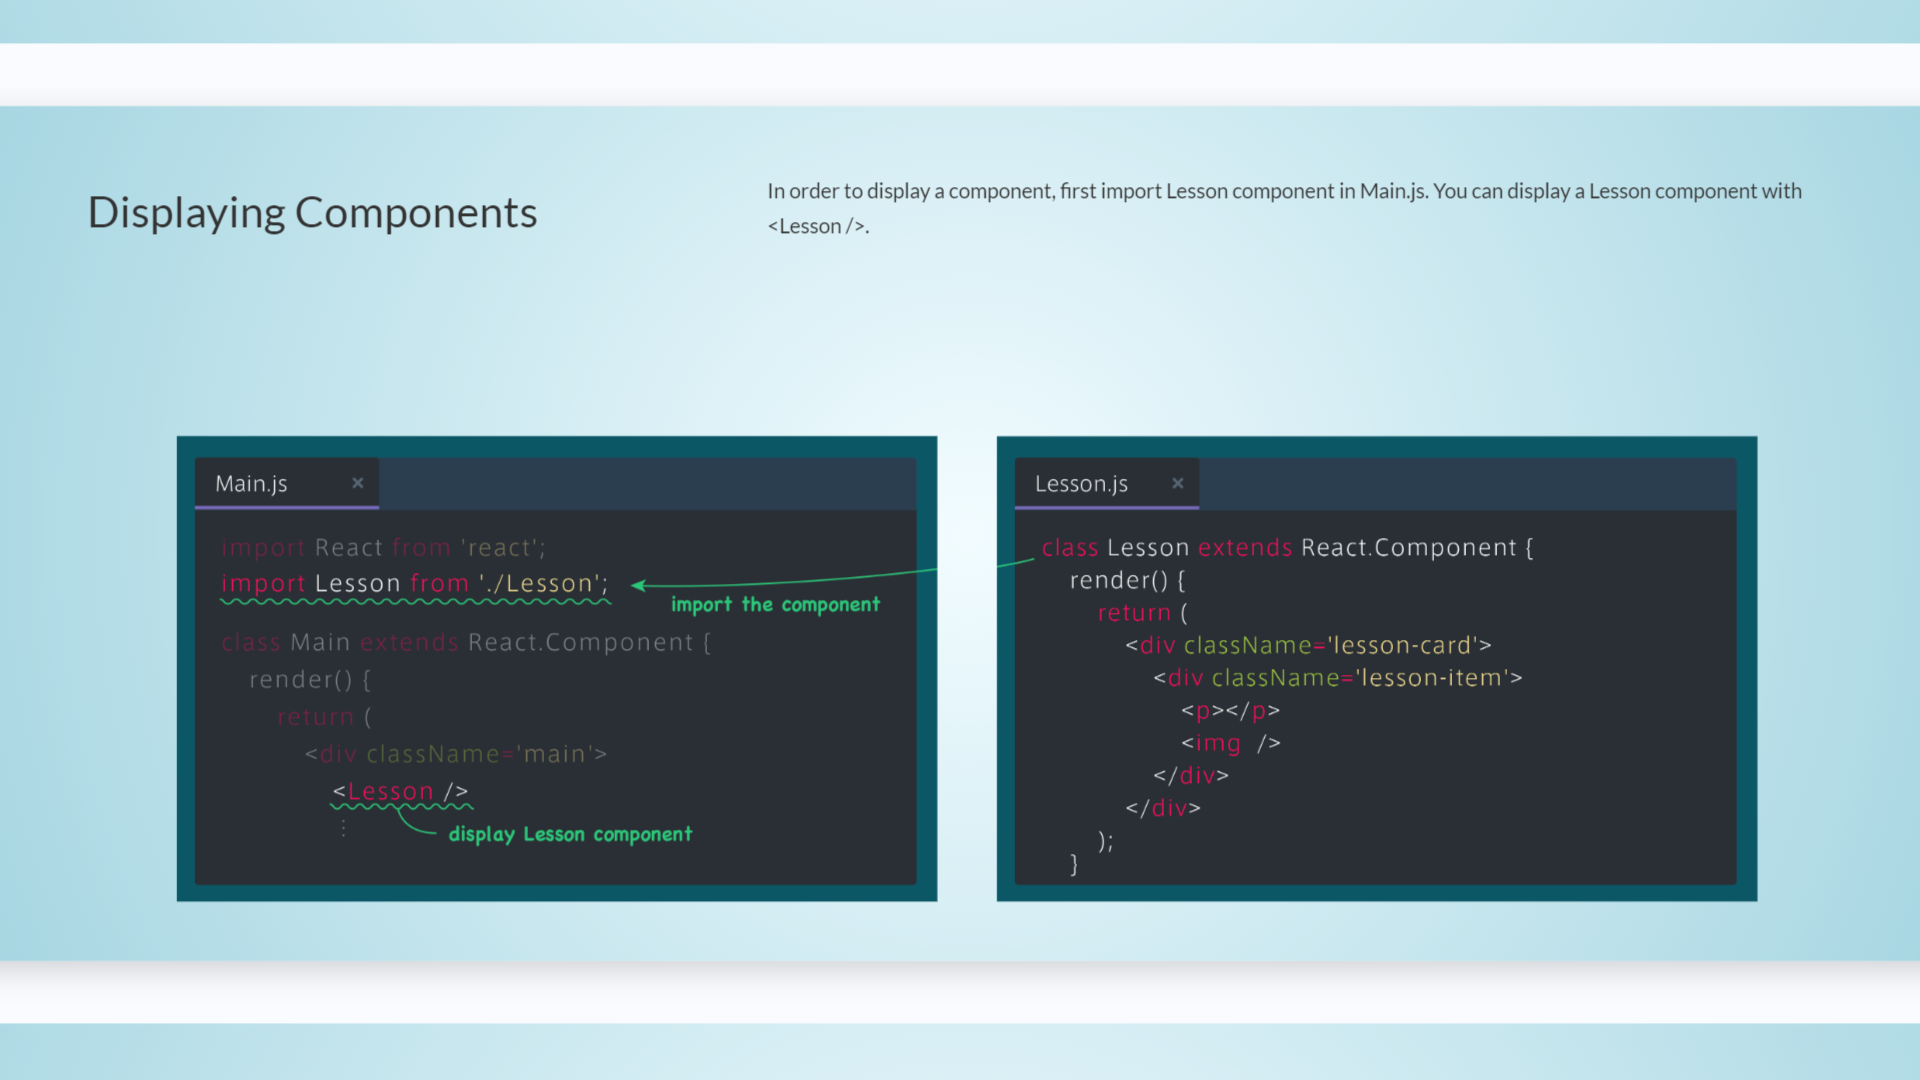 Displaying Components
In order to display a component, first import Lesson component in Main.js. You can display a Lesson component with
<Lesson />.
Main.js ×
import React from 'react';
import Lesson from './Lesson';
import the component
class Main extends React.Component {
render() {
return (
<div className='main'>
<Lesson />
⋮
display Lesson component
Lesson.js ×
class Lesson extends React.Component {
render() {
return (
<div className='lesson-card'>
<div className='lesson-item'>
<p></p>
<img />
</div>
</div>
);
}